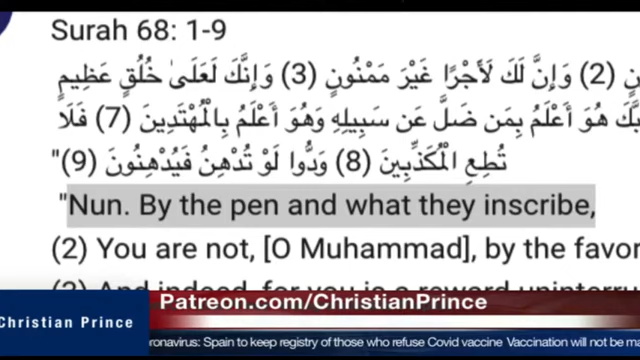 Surah 68: 1-9
(2) وَإِنَّ لَكَ لَأَجْرًا غَيْرَ مَمْنُونٍ (3) وَإِنَّكَ لَعَلَىٰ خُلُقٍ عَظِيمٍ
هُوَ أَعْلَمُ بِمَن ضَلَّ عَن سَبِيلِهِ وَهُوَ أَعْلَمُ بِالْمُهْتَدِينَ (7) فَلَا
تُطِعِ الْمُكَذِّبِينَ (8) وَدُّوا لَوْ تُدْهِنُ فَيُدْهِنُونَ (9)"
"Nun. By the pen and what they inscribe,
(2) You are not, [O Muhammad], by the favor
Patreon.com/ChristianPrince
Christian Prince
ronavirus: Spain to keep registry of those who refuse Covid vaccine Vaccination will not be ma